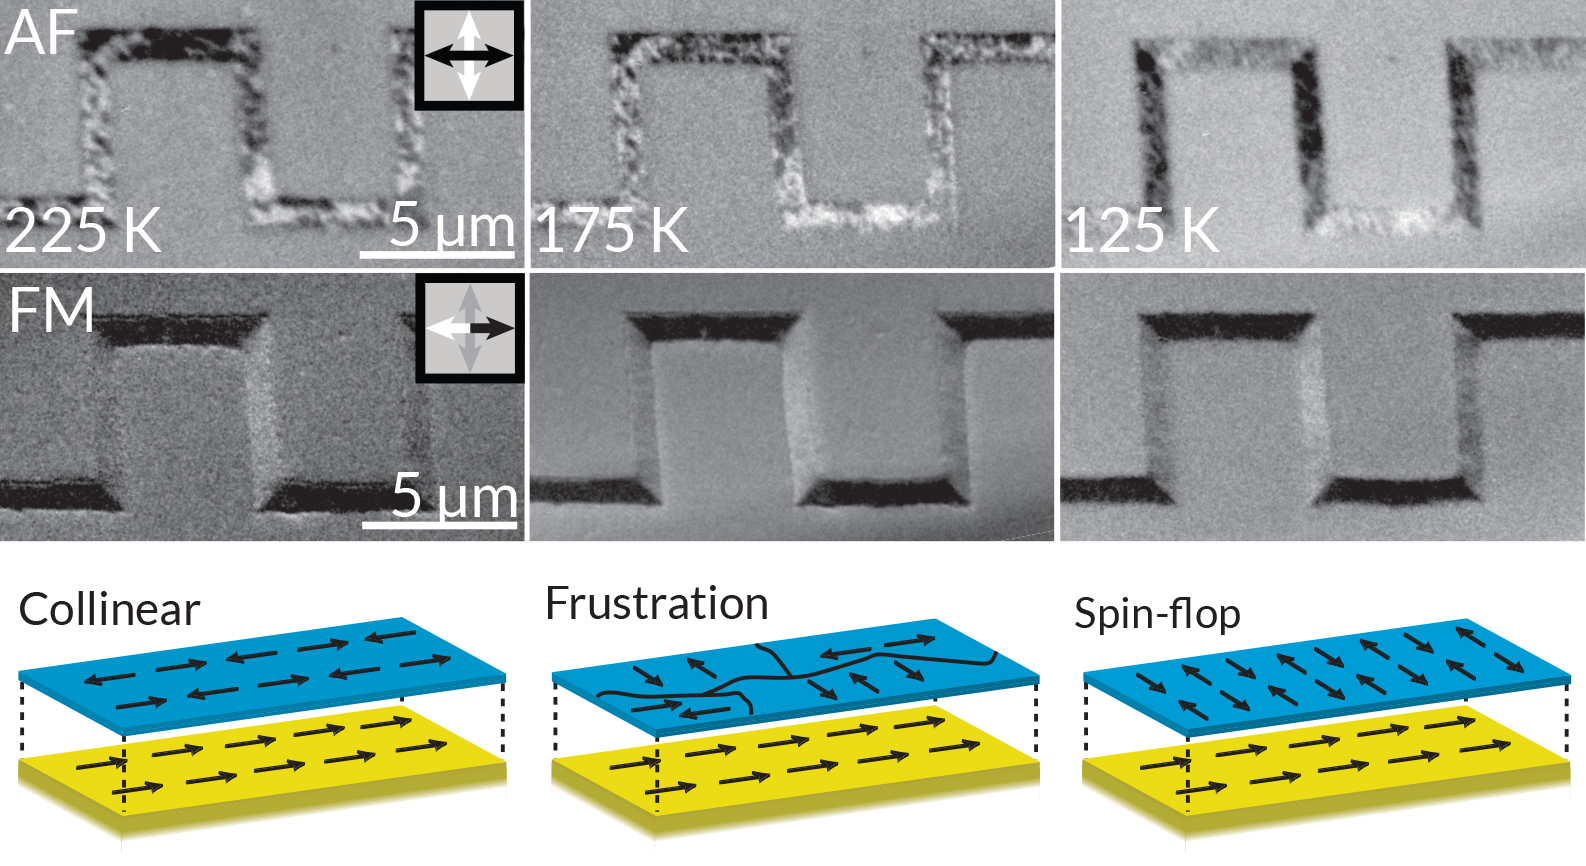 AF
225 K
5 µm
175 K
125 K
FM
5 µm
Collinear
Frustration
Spin-flop